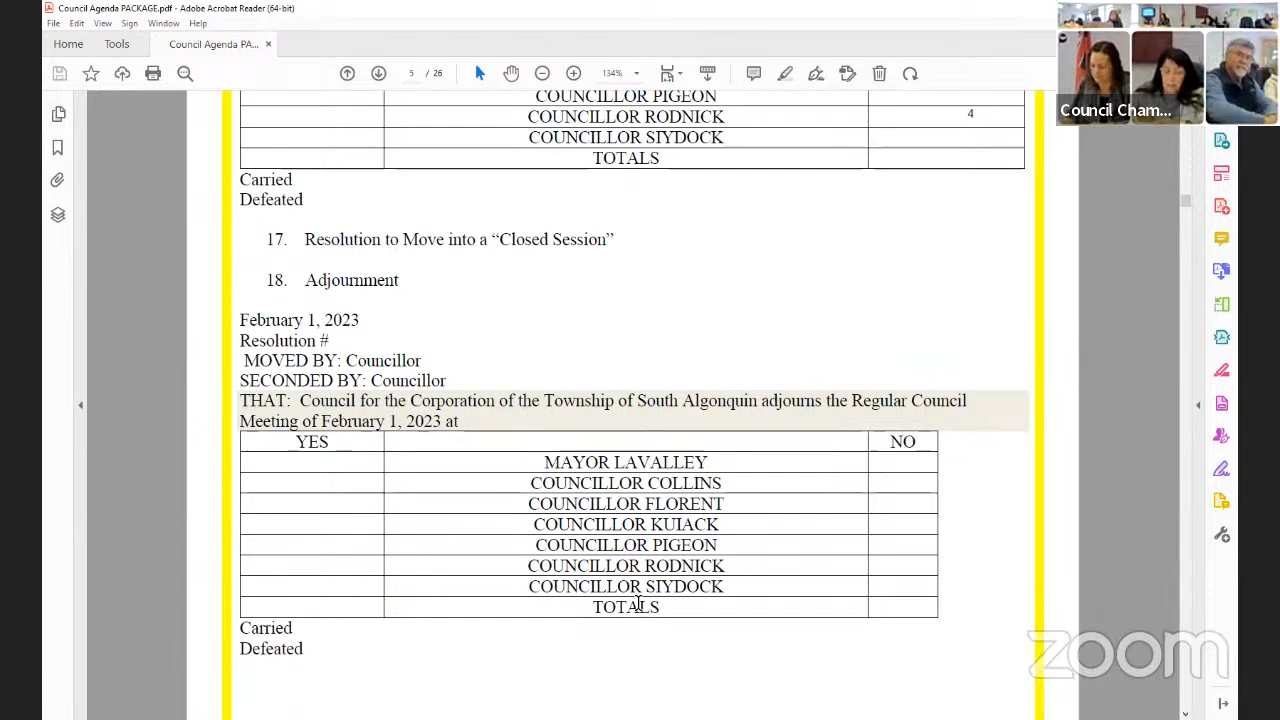 Council Agenda PACKAGE.pdf - Adobe Acrobat Reader (64-bit)
File Edit View Sign Window Help
Home Tools Council Agenda PA... ×
5 / 26 134%
COUNCILLOR PIGEON
COUNCILLOR RODNICK 4
COUNCILLOR SIYDOCK
TOTALS
Carried
Defeated
17. Resolution to Move into a “Closed Session”
18. Adjournment
February 1, 2023
Resolution #
MOVED BY: Councillor
SECONDED BY: Councillor
THAT: Council for the Corporation of the Township of South Algonquin adjourns the Regular Council
Meeting of February 1, 2023 at
YES NO
MAYOR LAVALLEY
COUNCILLOR COLLINS
COUNCILLOR FLORENT
COUNCILLOR KUIACK
COUNCILLOR PIGEON
COUNCILLOR RODNICK
COUNCILLOR SIYDOCK
TOTALS
Carried
Defeated
Council Cham...
zoom